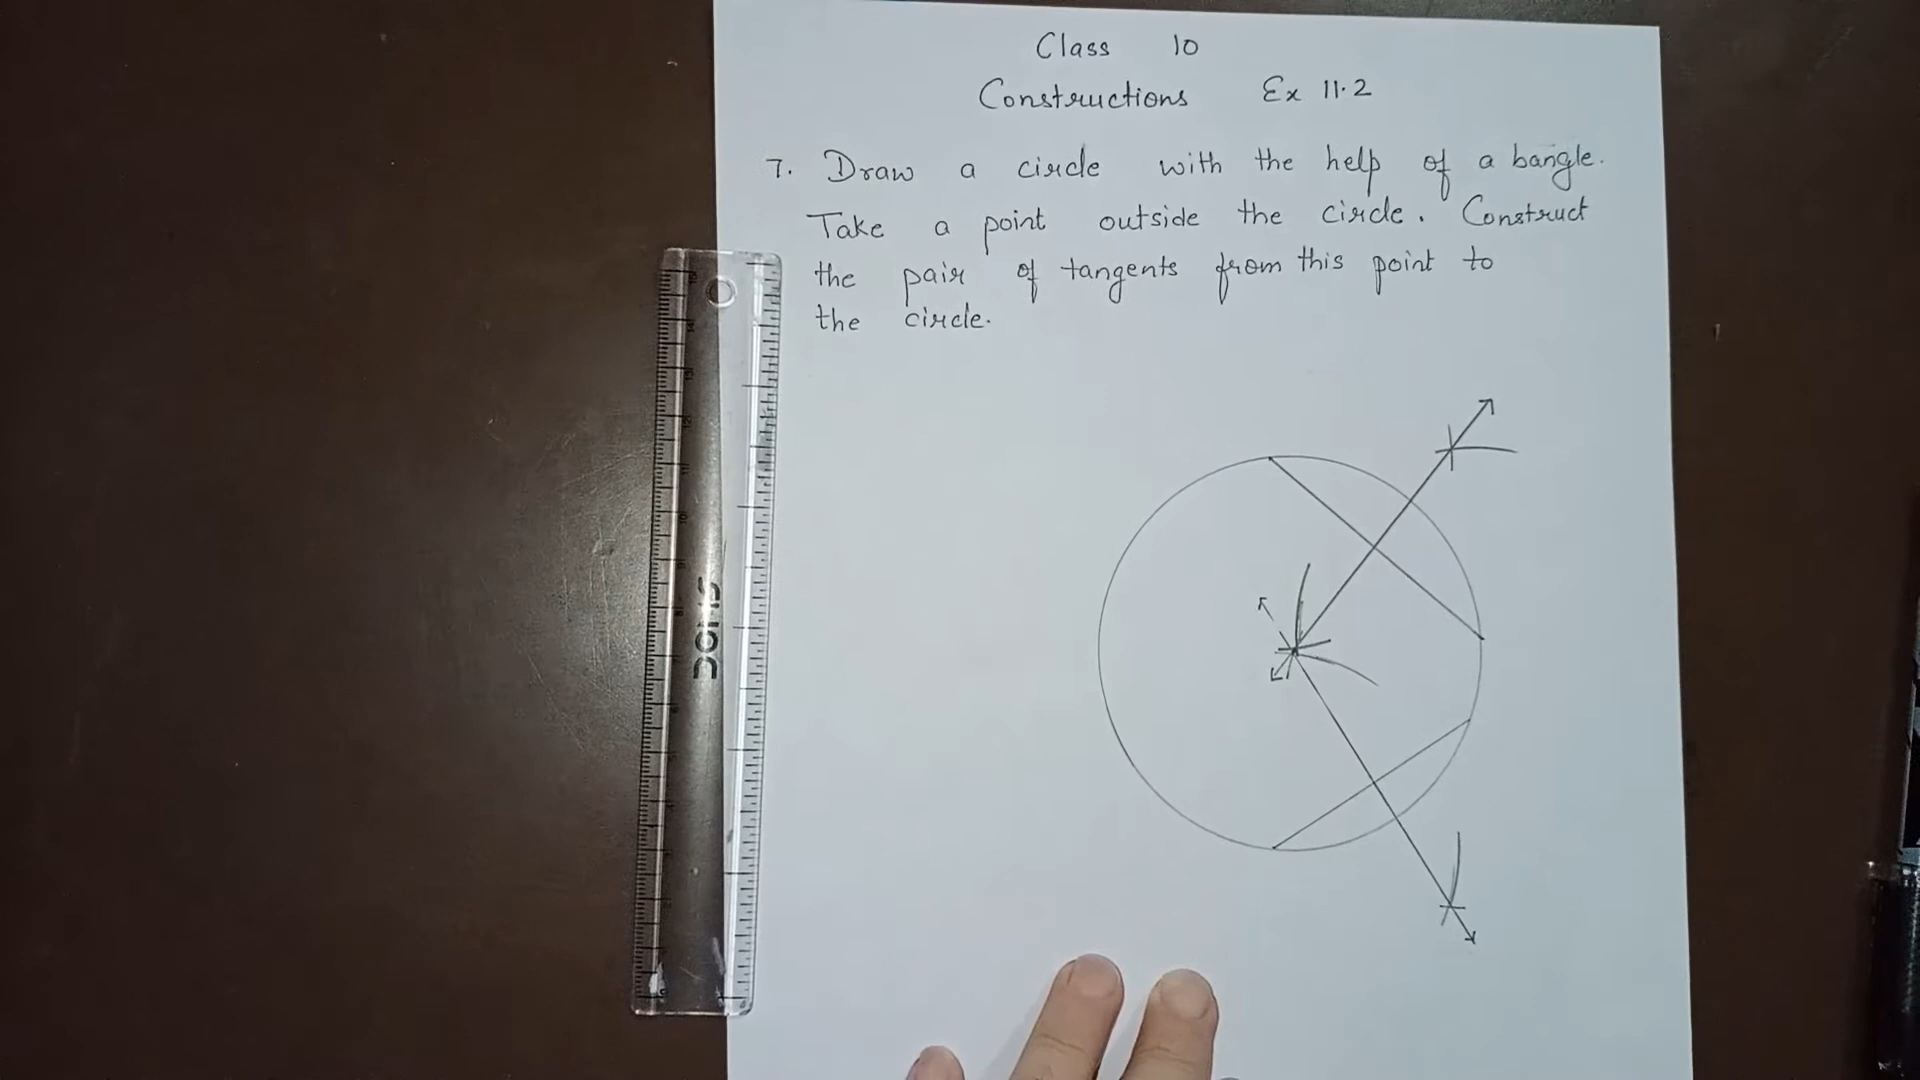 Class 10
Constructions Ex 11.2
7. Draw a circle with the help of a bangle.
Take a point outside the circle. Construct
the pair of tangents from this point to
the circle.
DOMS